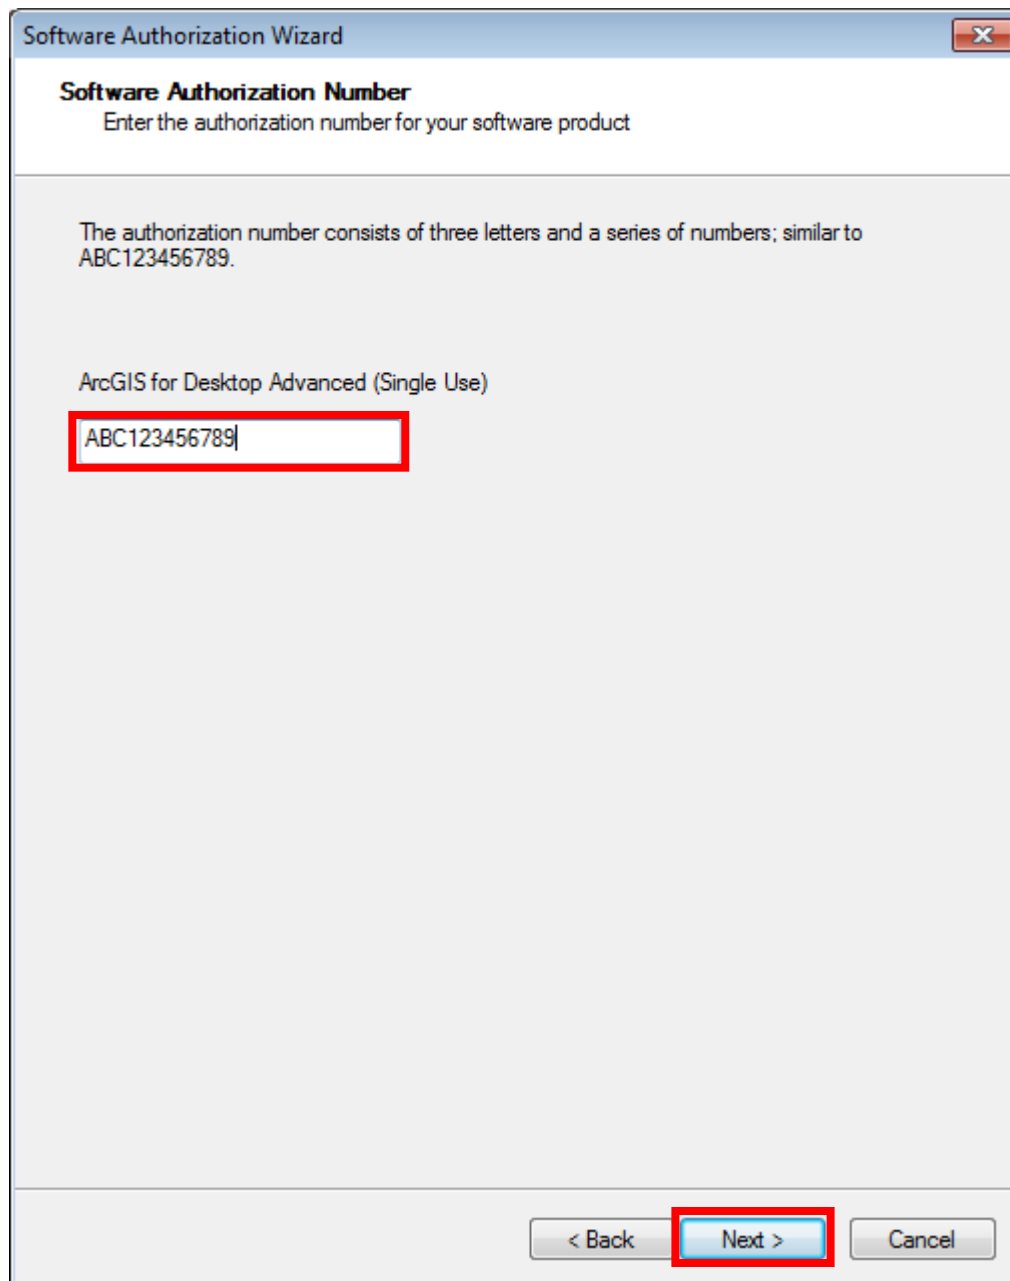 Software Authorization Wizard
Software Authorization Number
Enter the authorization number for your software product
The authorization number consists of three letters and a series of numbers; similar to
ABC123456789.
ArcGIS for Desktop Advanced (Single Use)
ABC123456789
< Back Next > Cancel